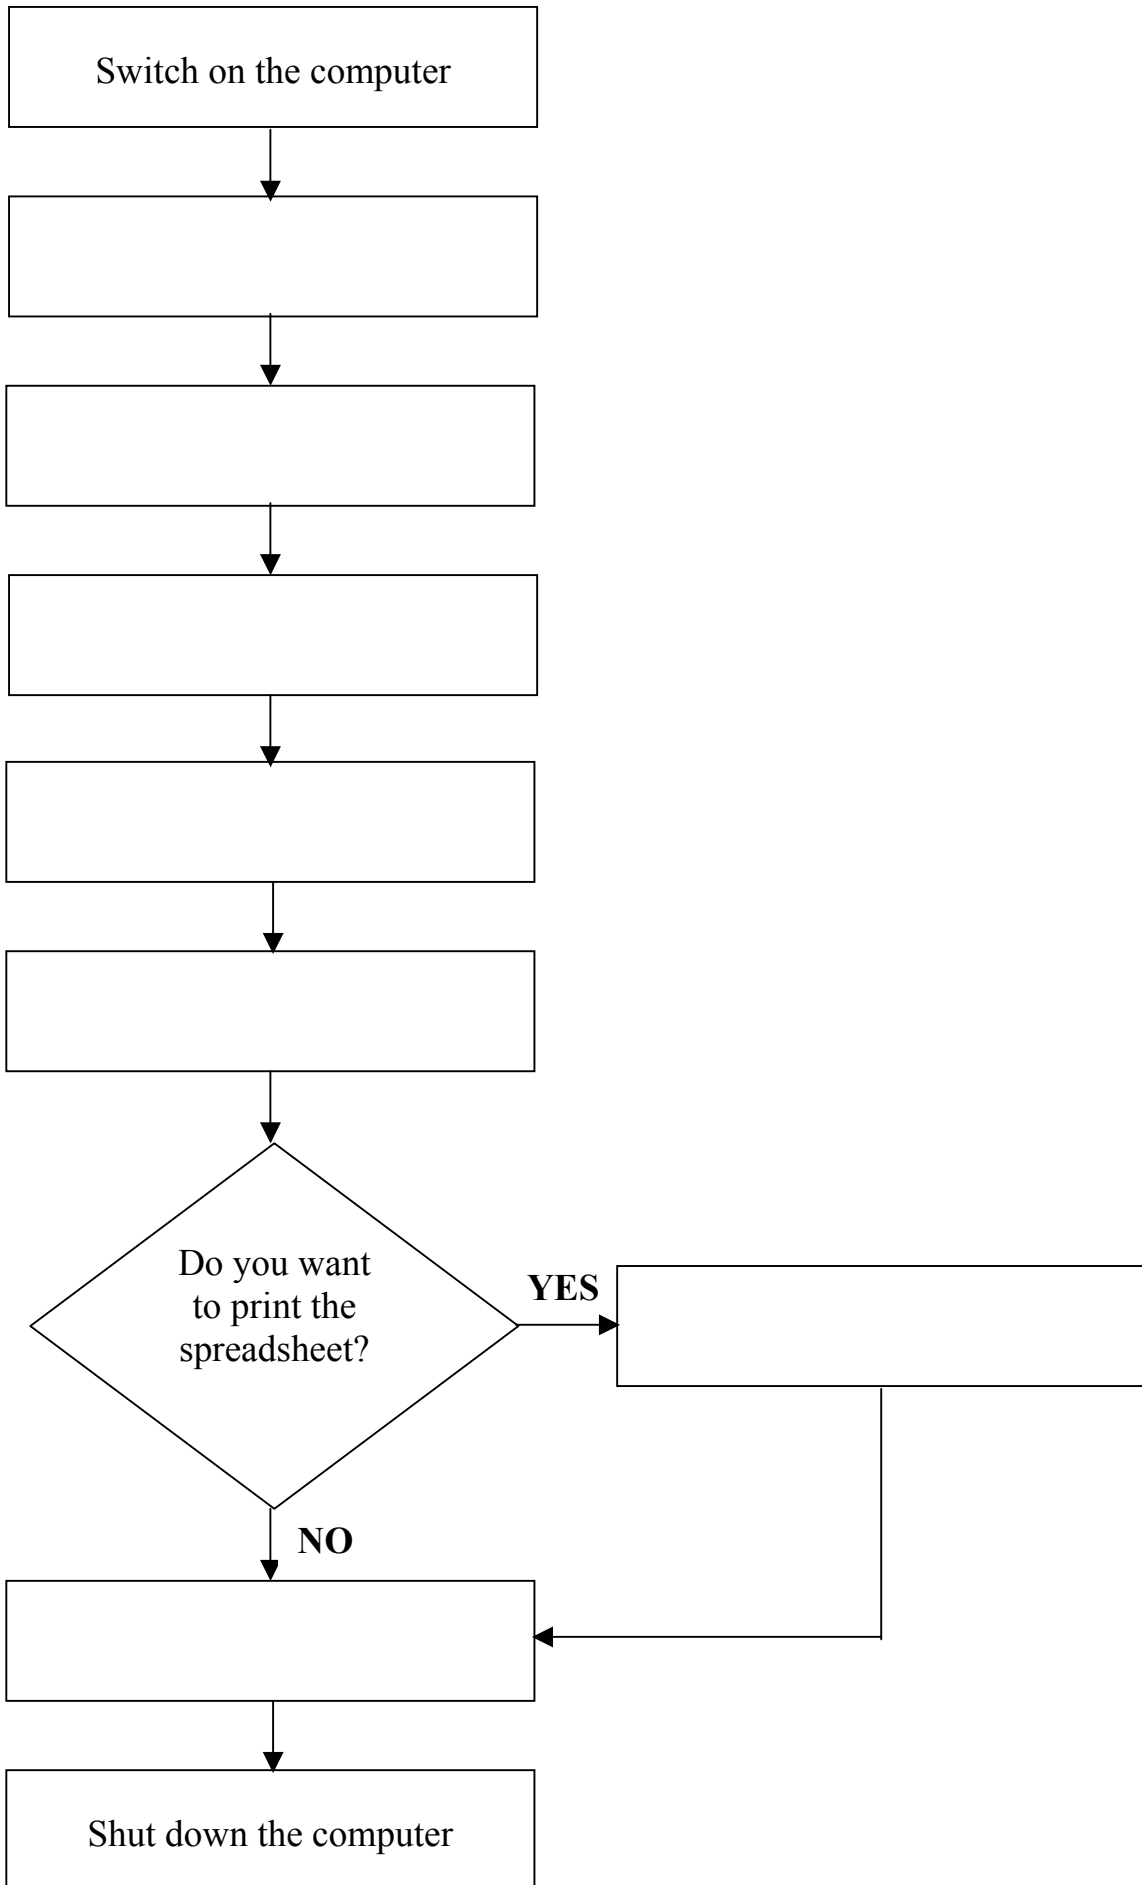 Switch on the computer
Do you want
to print the
spreadsheet?
YES
NO
Shut down the computer